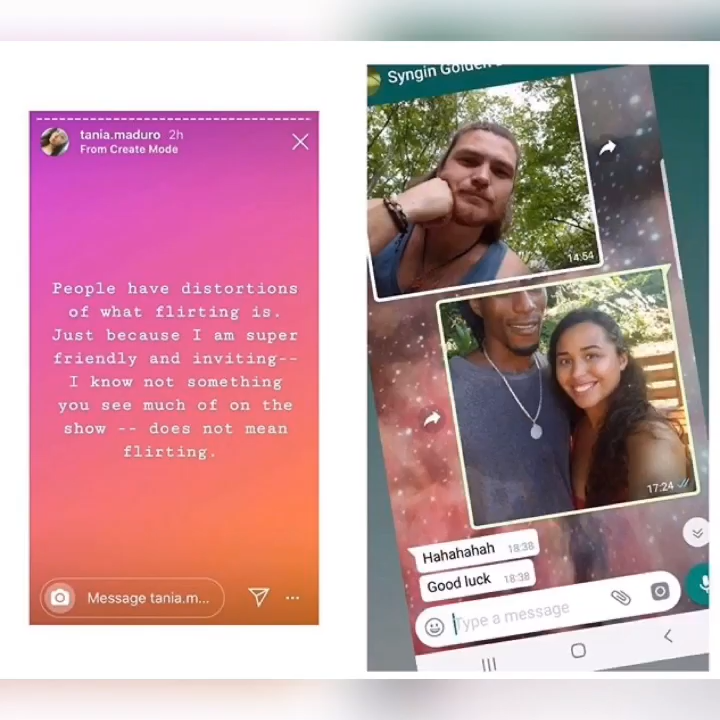 tania.maduro 2h
From Create Mode
People have distortions
of what flirting is.
Just because I am super
friendly and inviting--
I know not something
you see much of on the
show -- does not mean
flirting.
Message tania.m...
Syngin Golden
14:54
17:24
Hahahahah 18:38
Good luck 18:38
Type a message